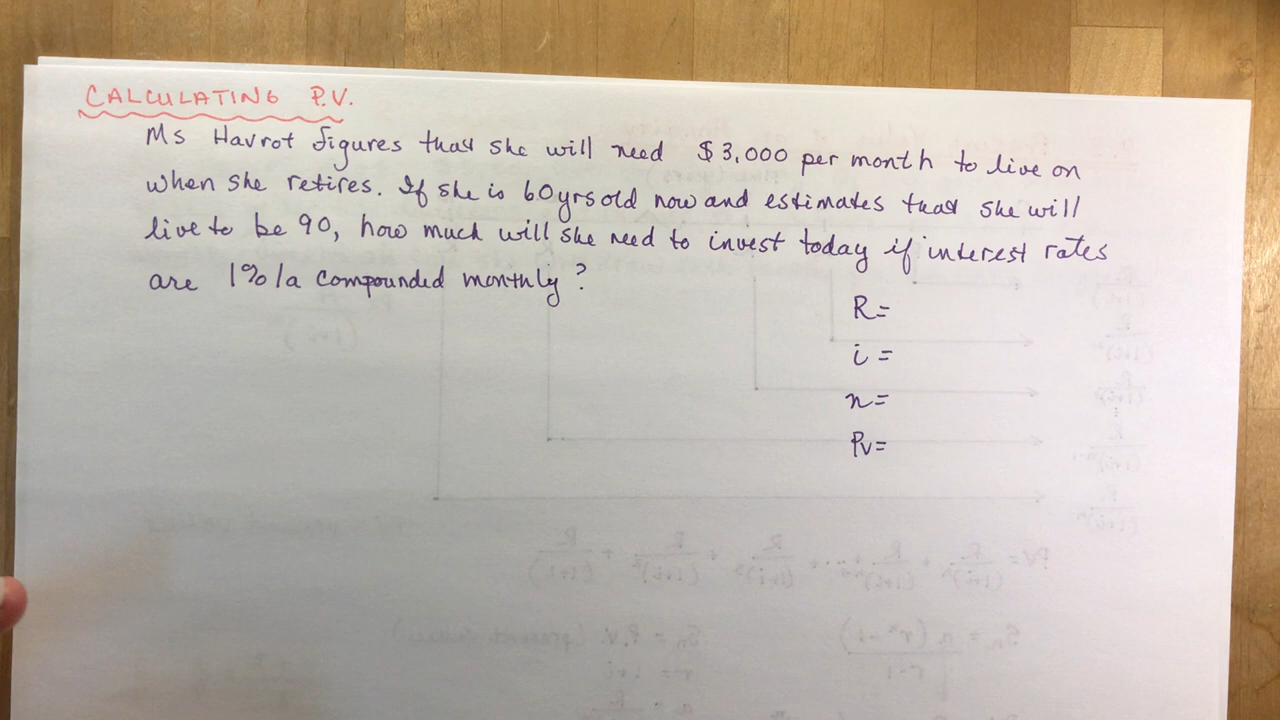 CALCULATING P.V.
Ms Havrot figures that she will need $3,000 per month to live on
when she retires. If she is 60yrs old now and estimates that she will
live to be 90, how much will she need to invest today if interest rates
are 1%/a compounded monthly?
R=
i=
n=
Pv=